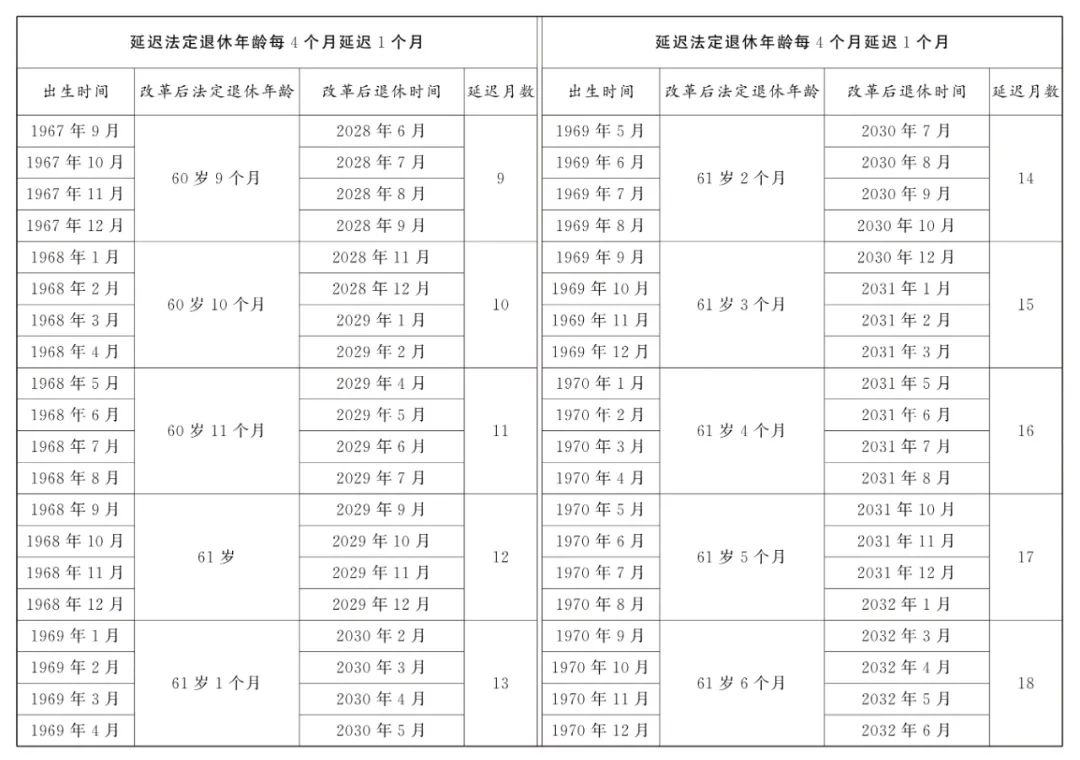 延迟法定退休年龄每4个月延迟1个月 延迟法定退休年龄每4个月延迟1个月
出生时间 改革后法定退休年龄 改革后退休时间 延迟月数 出生时间 改革后法定退休年龄 改革后退休时间 延迟月数
1967年9月 60岁9个月 2028年6月 9 1969年5月 61岁2个月 2030年7月 14
1967年10月 2028年7月 1969年6月 2030年8月
1967年11月 2028年8月 1969年7月 2030年9月
1967年12月 2028年9月 1969年8月 2030年10月
1968年1月 60岁10个月 2028年11月 10 1969年9月 61岁3个月 2030年12月 15
1968年2月 2028年12月 1969年10月 2031年1月
1968年3月 2029年1月 1969年11月 2031年2月
1968年4月 2029年2月 1969年12月 2031年3月
1968年5月 60岁11个月 2029年4月 11 1970年1月 61岁4个月 2031年5月 16
1968年6月 2029年5月 1970年2月 2031年6月
1968年7月 2029年6月 1970年3月 2031年7月
1968年8月 2029年7月 1970年4月 2031年8月
1968年9月 61岁 2029年9月 12 1970年5月 61岁5个月 2031年10月 17
1968年10月 2029年10月 1970年6月 2031年11月
1968年11月 2029年11月 1970年7月 2031年12月
1968年12月 2029年12月 1970年8月 2032年1月
1969年1月 61岁1个月 2030年2月 13 1970年9月 61岁6个月 2032年3月 18
1969年2月 2030年3月 1970年10月 2032年4月
1969年3月 2030年4月 1970年11月 2032年5月
1969年4月 2030年5月 1970年12月 2032年6月